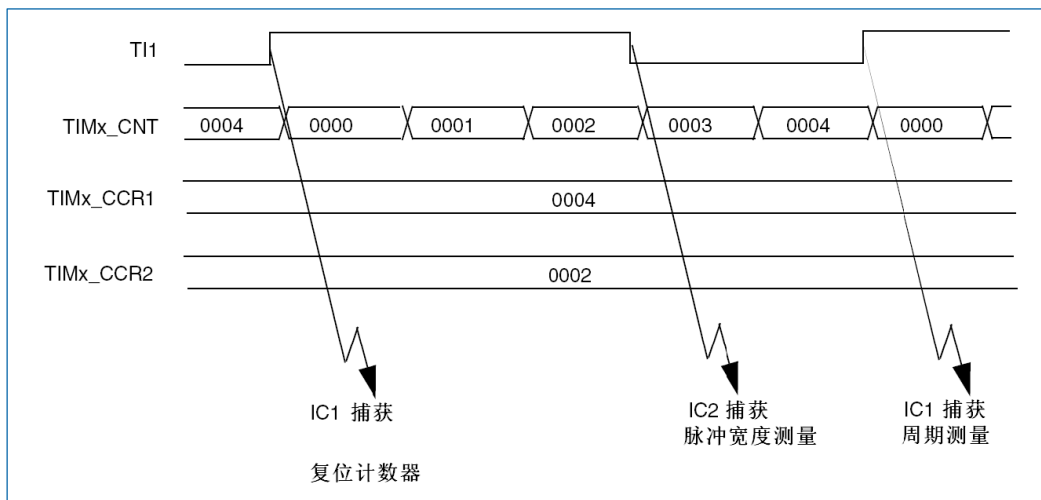 TI1
TIMx_CNT 0004 0000 0001 0002 0003 0004 0000
TIMx_CCR1 0004
TIMx_CCR2 0002
IC1 捕获
复位计数器
IC2 捕获
脉冲宽度测量
IC1 捕获
周期测量